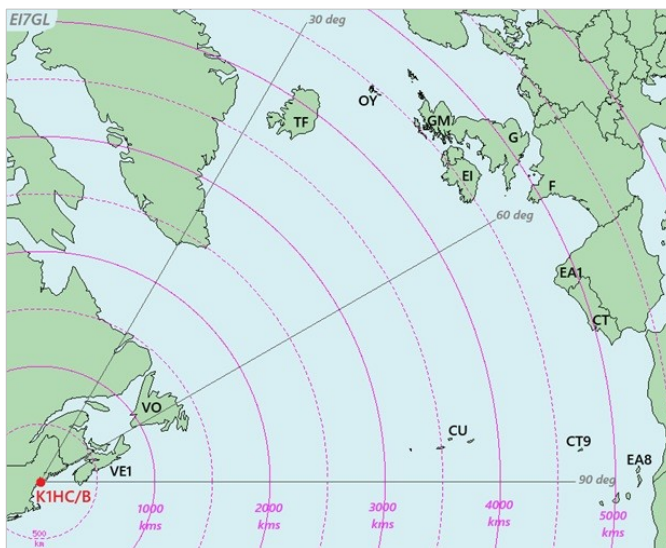 EI7GL
30 deg
OY
TF
GM
G
EI
F
60 deg
EA1
CT
VO
CU
CT9
VE1
EA8
90 deg
K1HC/B
1000
kms
2000
kms
3000
kms
4000
kms
5000
kms
500
km